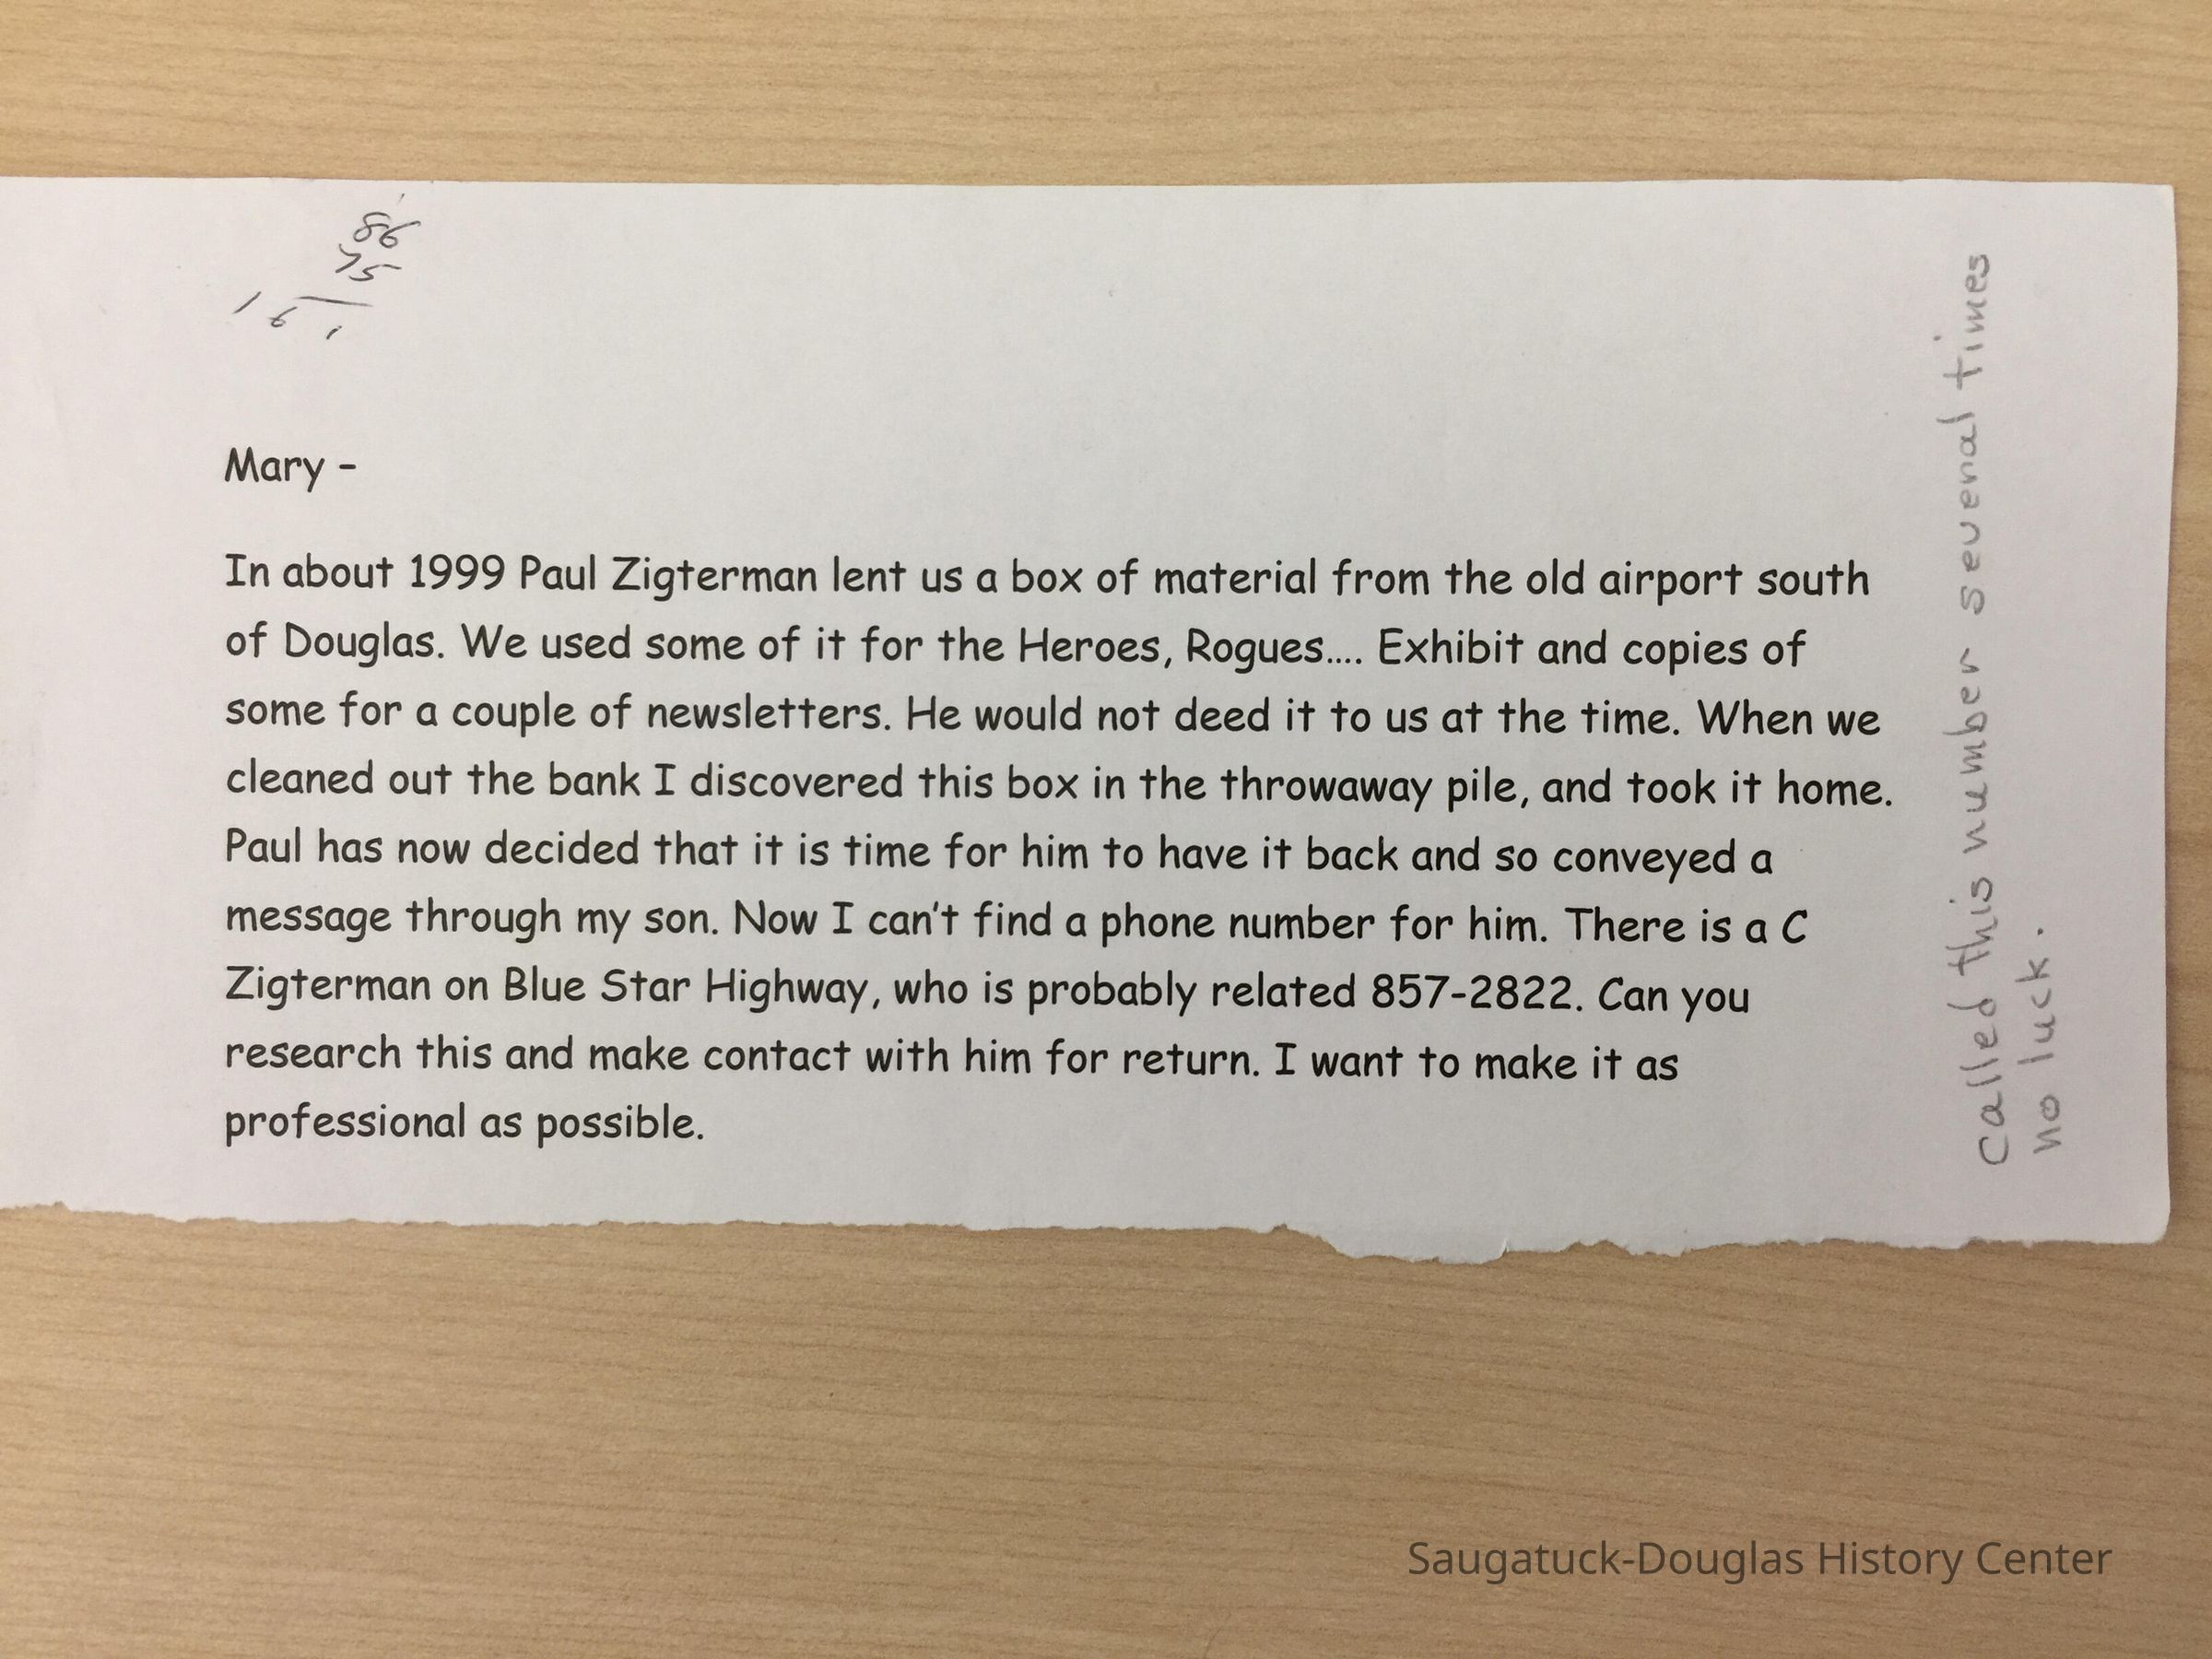 86
75
161
Mary -
In about 1999 Paul Zigterman lent us a box of material from the old airport south
of Douglas. We used some of it for the Heroes, Rogues.... Exhibit and copies of
some for a couple of newsletters. He would not deed it to us at the time. When we
cleaned out the bank I discovered this box in the throwaway pile, and took it home.
Paul has now decided that it is time for him to have it back and so conveyed a
message through my son. Now I can't find a phone number for him. There is a C
Zigterman on Blue Star Highway, who is probably related 857-2822. Can you
research this and make contact with him for return. I want to make it as
professional as possible.
Called this number several times
no luck.
Saugatuck-Douglas History Center